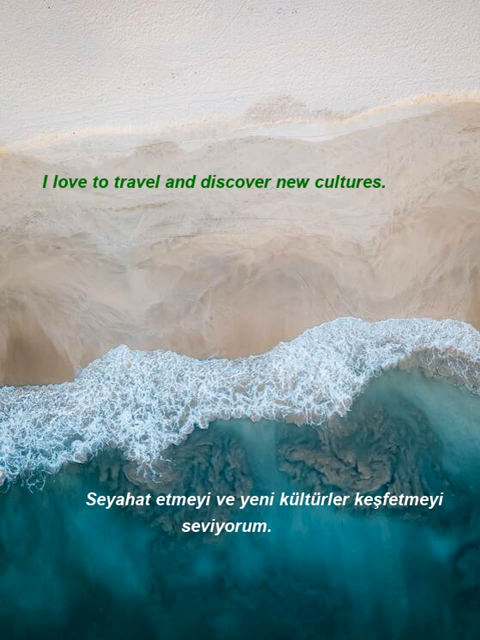 I love to travel and discover new cultures.
Seyahat etmeyi ve yeni kültürler keşfetmeyi
seviyorum.